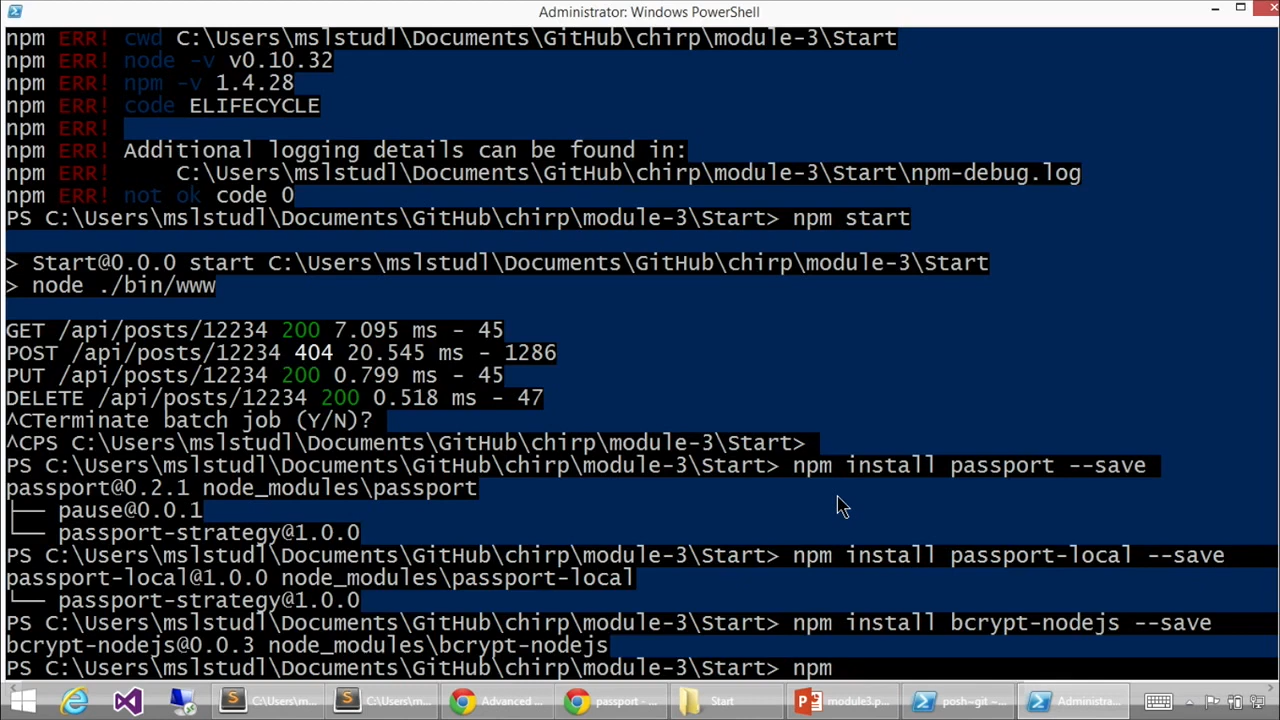 Administrator: Windows PowerShell
npm ERR! cwd C:\Users\mslstudl\Documents\GitHub\chirp\module-3\Start
npm ERR! node -v v0.10.32
npm ERR! npm -v 1.4.28
npm ERR! code ELIFECYCLE
npm ERR!
npm ERR! Additional logging details can be found in:
npm ERR!     C:\Users\mslstudl\Documents\GitHub\chirp\module-3\Start\npm-debug.log
npm ERR! not ok code 0
PS C:\Users\mslstudl\Documents\GitHub\chirp\module-3\Start> npm start
> Start@0.0.0 start C:\Users\mslstudl\Documents\GitHub\chirp\module-3\Start
> node ./bin/www
GET /api/posts/12234 200 7.095 ms - 45
POST /api/posts/12234 404 20.545 ms - 1286
PUT /api/posts/12234 200 0.799 ms - 45
DELETE /api/posts/12234 200 0.518 ms - 47
^CTerminate batch job (Y/N)?
^CPS C:\Users\mslstudl\Documents\GitHub\chirp\module-3\Start>
PS C:\Users\mslstudl\Documents\GitHub\chirp\module-3\Start> npm install passport --save
passport@0.2.1 node_modules\passport
├── pause@0.0.1
└── passport-strategy@1.0.0
PS C:\Users\mslstudl\Documents\GitHub\chirp\module-3\Start> npm install passport-local --save
passport-local@1.0.0 node_modules\passport-local
└── passport-strategy@1.0.0
PS C:\Users\mslstudl\Documents\GitHub\chirp\module-3\Start> npm install bcrypt-nodejs --save
bcrypt-nodejs@0.0.3 node_modules\bcrypt-nodejs
PS C:\Users\mslstudl\Documents\GitHub\chirp\module-3\Start> npm
C:\Users\m... C:\Users\m... Advanced ... passport - ... Start module3.p... posh~git ~... Administra...